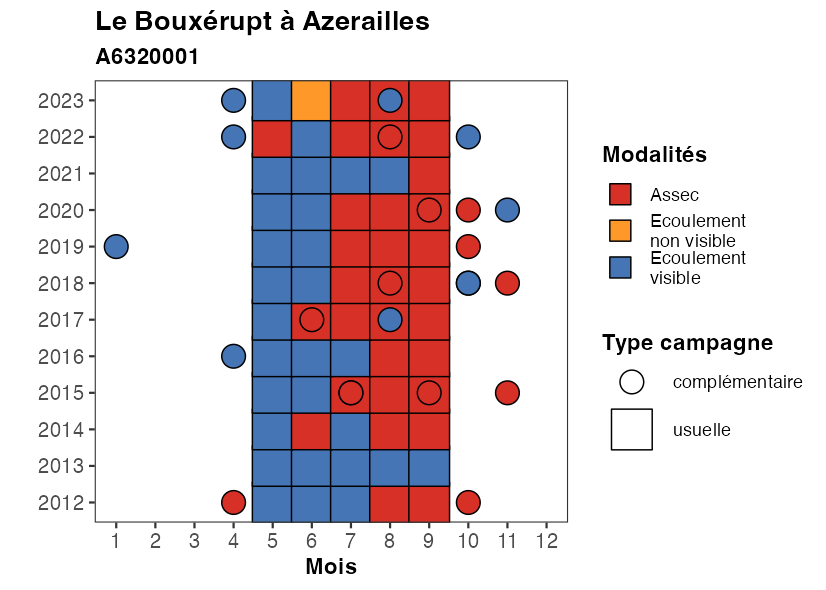 Le Bouxérupt à Azerailles
A6320001
2023
2022
2021
2020
2019
2018
2017
2016
2015
2014
2013
2012
1 2 3 4 5 6 7 8 9 10 11 12
Mois
Modalités
Assec
Ecoulement
non visible
Ecoulement
visible
Type campagne
complémentaire
usuelle